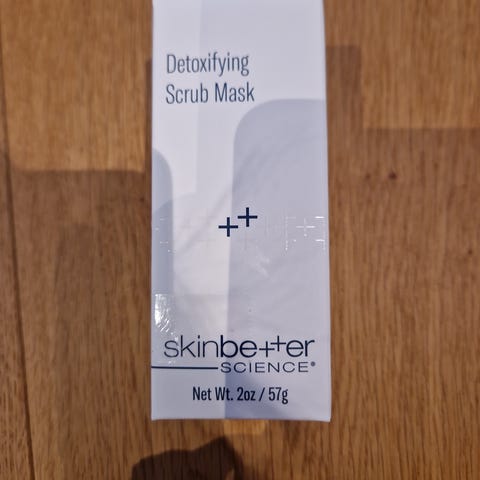 Detoxifying
Scrub Mask
++
skinbe++er
SCIENCE®
Net Wt. 2oz / 57g